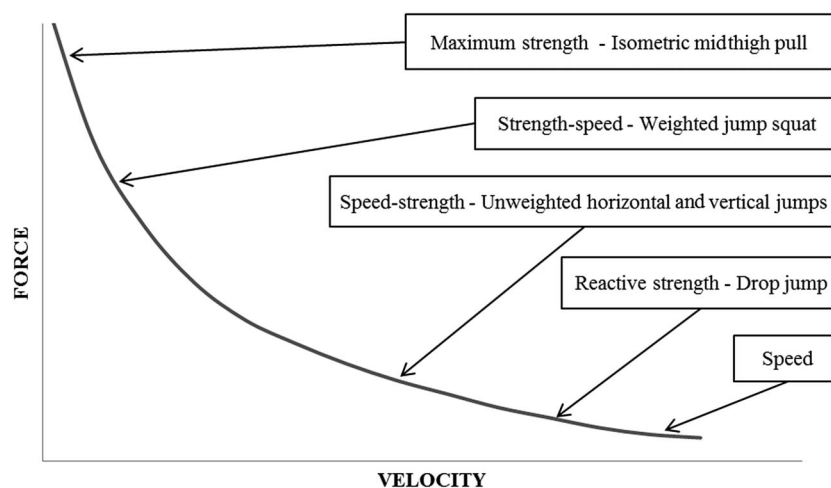 Maximum strength - Isometric midthigh pull
Strength-speed - Weighted jump squat
Speed-strength - Unweighted horizontal and vertical jumps
Reactive strength - Drop jump
Speed
FORCE
VELOCITY